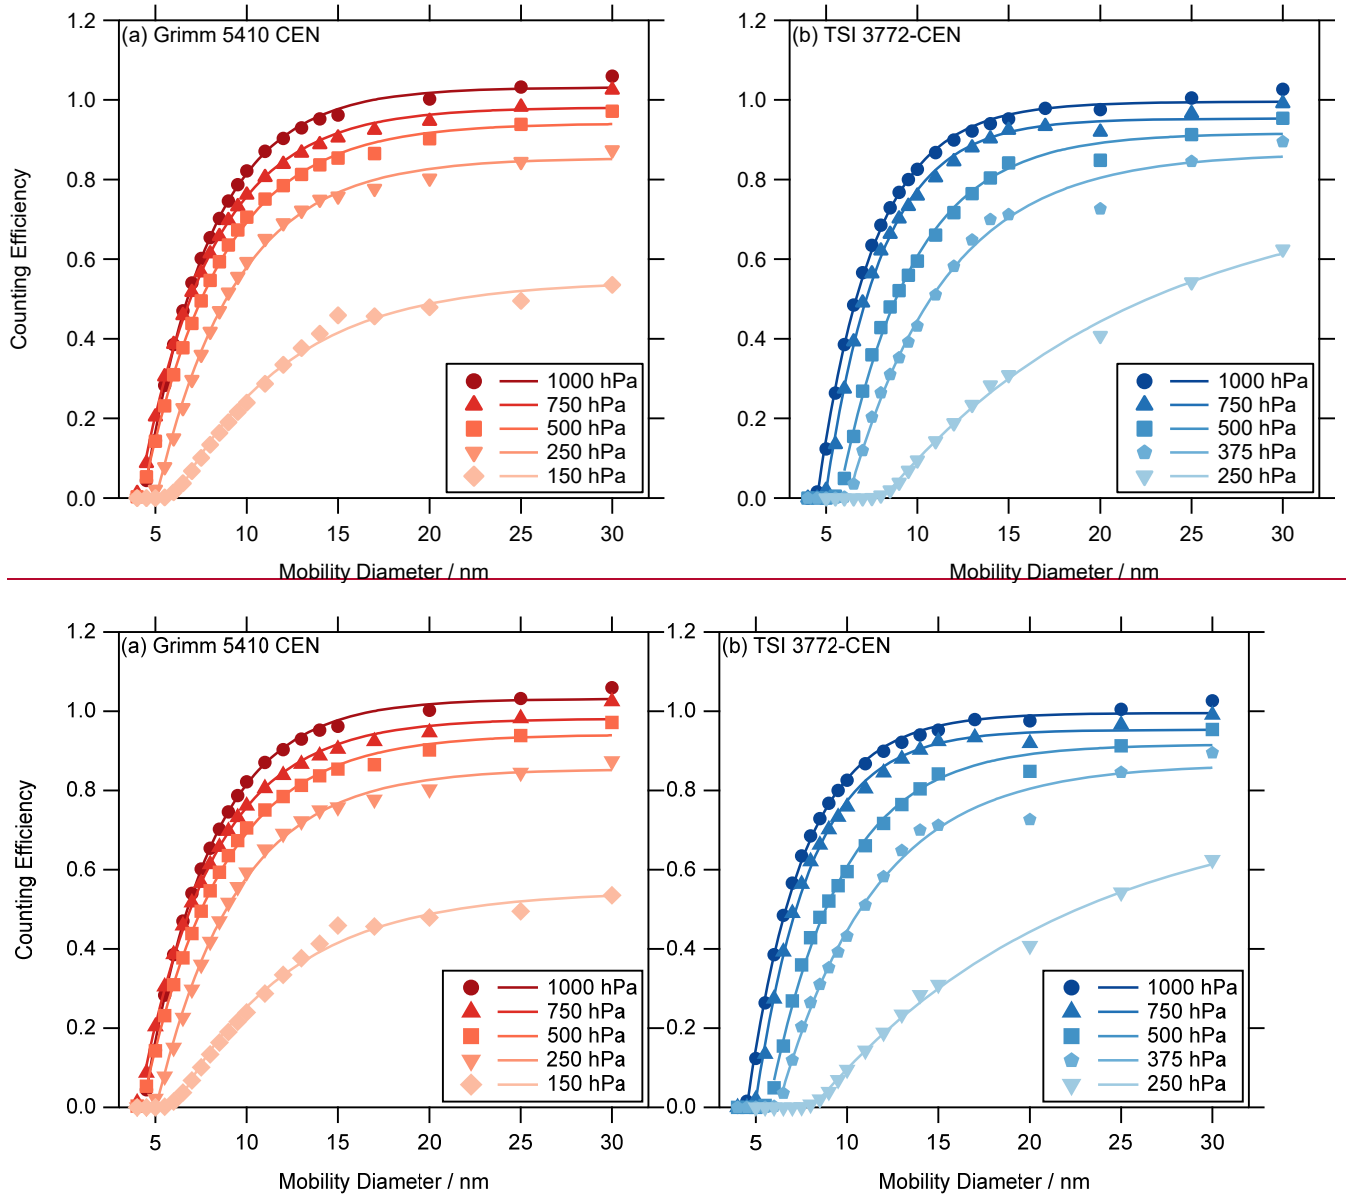 (a) Grimm 5410 CEN
1.2
1.0
0.8
0.6
0.4
0.2
0.0
Counting Efficiency
5 10 15 20 25 30
Mobility Diameter / nm
1000 hPa
750 hPa
500 hPa
250 hPa
150 hPa
(b) TSI 3772-CEN
1.2
1.0
0.8
0.6
0.4
0.2
0.0
5 10 15 20 25 30
Mobility Diameter / nm
1000 hPa
750 hPa
500 hPa
375 hPa
250 hPa
(a) Grimm 5410 CEN
1.2
1.0
0.8
0.6
0.4
0.2
0.0
Counting Efficiency
5 10 15 20 25 30
Mobility Diameter / nm
1000 hPa
750 hPa
500 hPa
250 hPa
150 hPa
(b) TSI 3772-CEN
1.2
1.0
0.8
0.6
0.4
0.2
0.0
5 10 15 20 25 30
Mobility Diameter / nm
1000 hPa
750 hPa
500 hPa
375 hPa
250 hPa